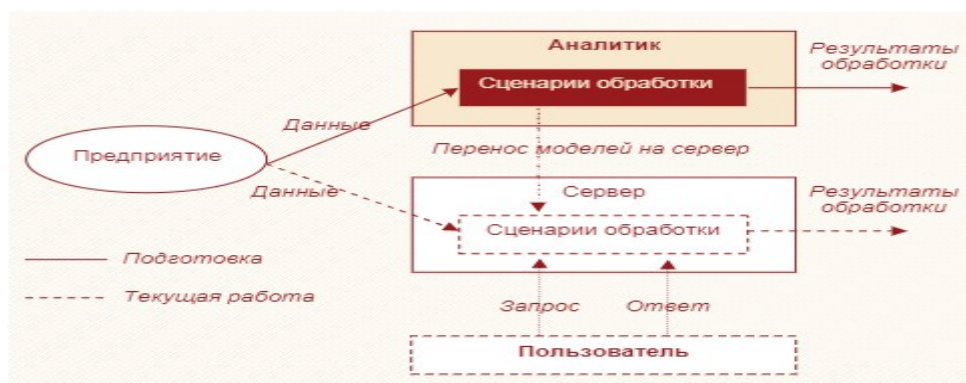 Аналитик
Результаты
обработки
Сценарии обработки
Данные
Перенос моделей на сервер
Предприятие
Данные
Сервер
Результаты
обработки
Сценарии обработки
Подготовка
Текущая работа
Запрос
Ответ
Пользователь